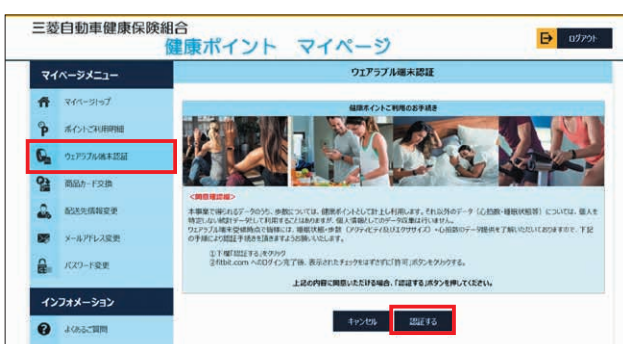 三菱自動車健康保険組合
健康ポイント マイページ
ログアウト
マイページメニュー
マイページトップ
ポイントご利用明細
ウェアラブル端末認証
商品カード交換
配送先情報変更
メールアドレス変更
パスワード変更
インフォメーション
よくあるご質問
ウェアラブル端末認証
健康ポイントご利用のお手続き
<同意確認欄>
本事業で得られるデータのうち、歩数については、健康ポイントとして計上し利用します。それ以外のデータ(心拍数・睡眠状態等)については、個人を
特定しない統計データとして利用することはありますが、個人情報としてのデータ収集は行いません。
ウェアラブル端末を受領時点で皆様には、睡眠状態・歩数(アクティビティ及びエクササイズ)・心拍数のデータ提供を了解いただいておりますので、下記
の手順により認証手続きを頂きますようお願いいたします。
①下欄「認証する」をクリック
②fitbit.com へのログイン完了後、表示されたチェックをはずさずに「許可」ボタンをクリックする。
上記の内容に同意いただける場合、「認証する」ボタンを押してください。
キャンセル
認証する